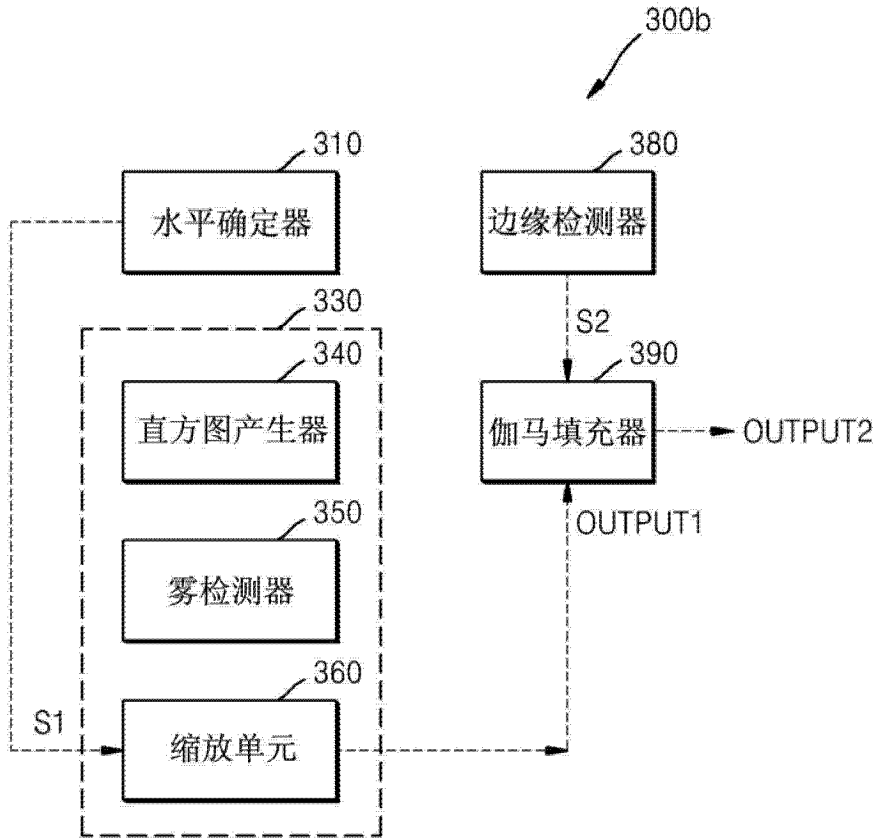 300b
310
水平确定器
380
边缘检测器
330
S2
340
直方图产生器
390
伽马填充器
OUTPUT2
OUTPUT1
350
雾检测器
360
缩放单元
S1